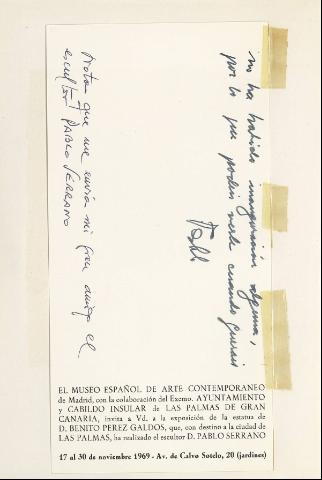 no ha habido inauguración alguna,
por lo que podeis verla cuando querais
Pablo
Nota que me envia mi gran amigo el
escultor PABLO SERRANO
EL MUSEO ESPAÑOL DE ARTE CONTEMPORANEO
de Madrid, con la colaboración del Excmo. AYUNTAMIENTO
y CABILDO INSULAR de LAS PALMAS DE GRAN
CANARIA, invita a Vd. a la exposición de la estatua de
D. BENITO PEREZ GALDOS, que, con destino a la ciudad de
LAS PALMAS, ha realizado el escultor D. PABLO SERRANO
17 al 30 de noviembre 1969 - Av. de Calvo Sotelo, 20 (jardines)